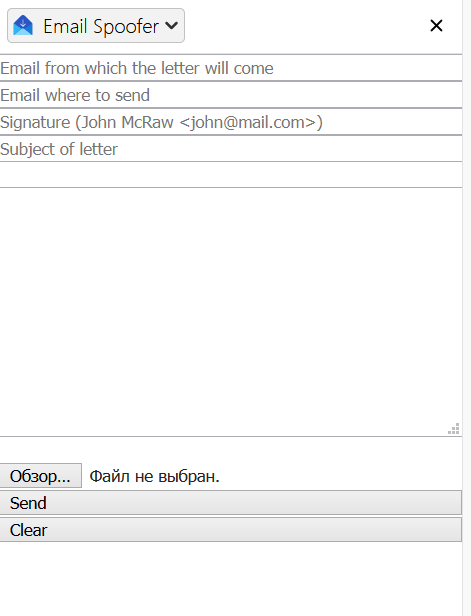 Email Spoofer
Email from which the letter will come
Email where to send
Signature (John McRaw <john@mail.com>)
Subject of letter
Обзор... Файл не выбран.
Send
Clear